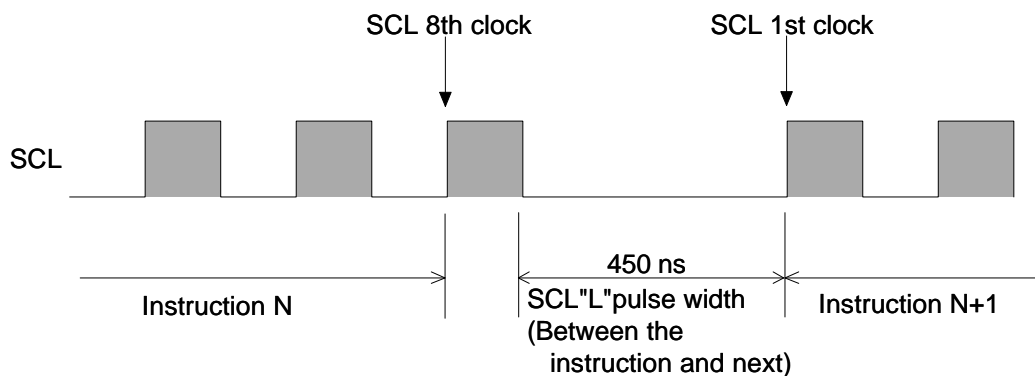 SCL 8th clock
SCL 1st clock
SCL
450 ns
Instruction N
SCL"L"pulse width
(Between the
instruction and next)
Instruction N+1